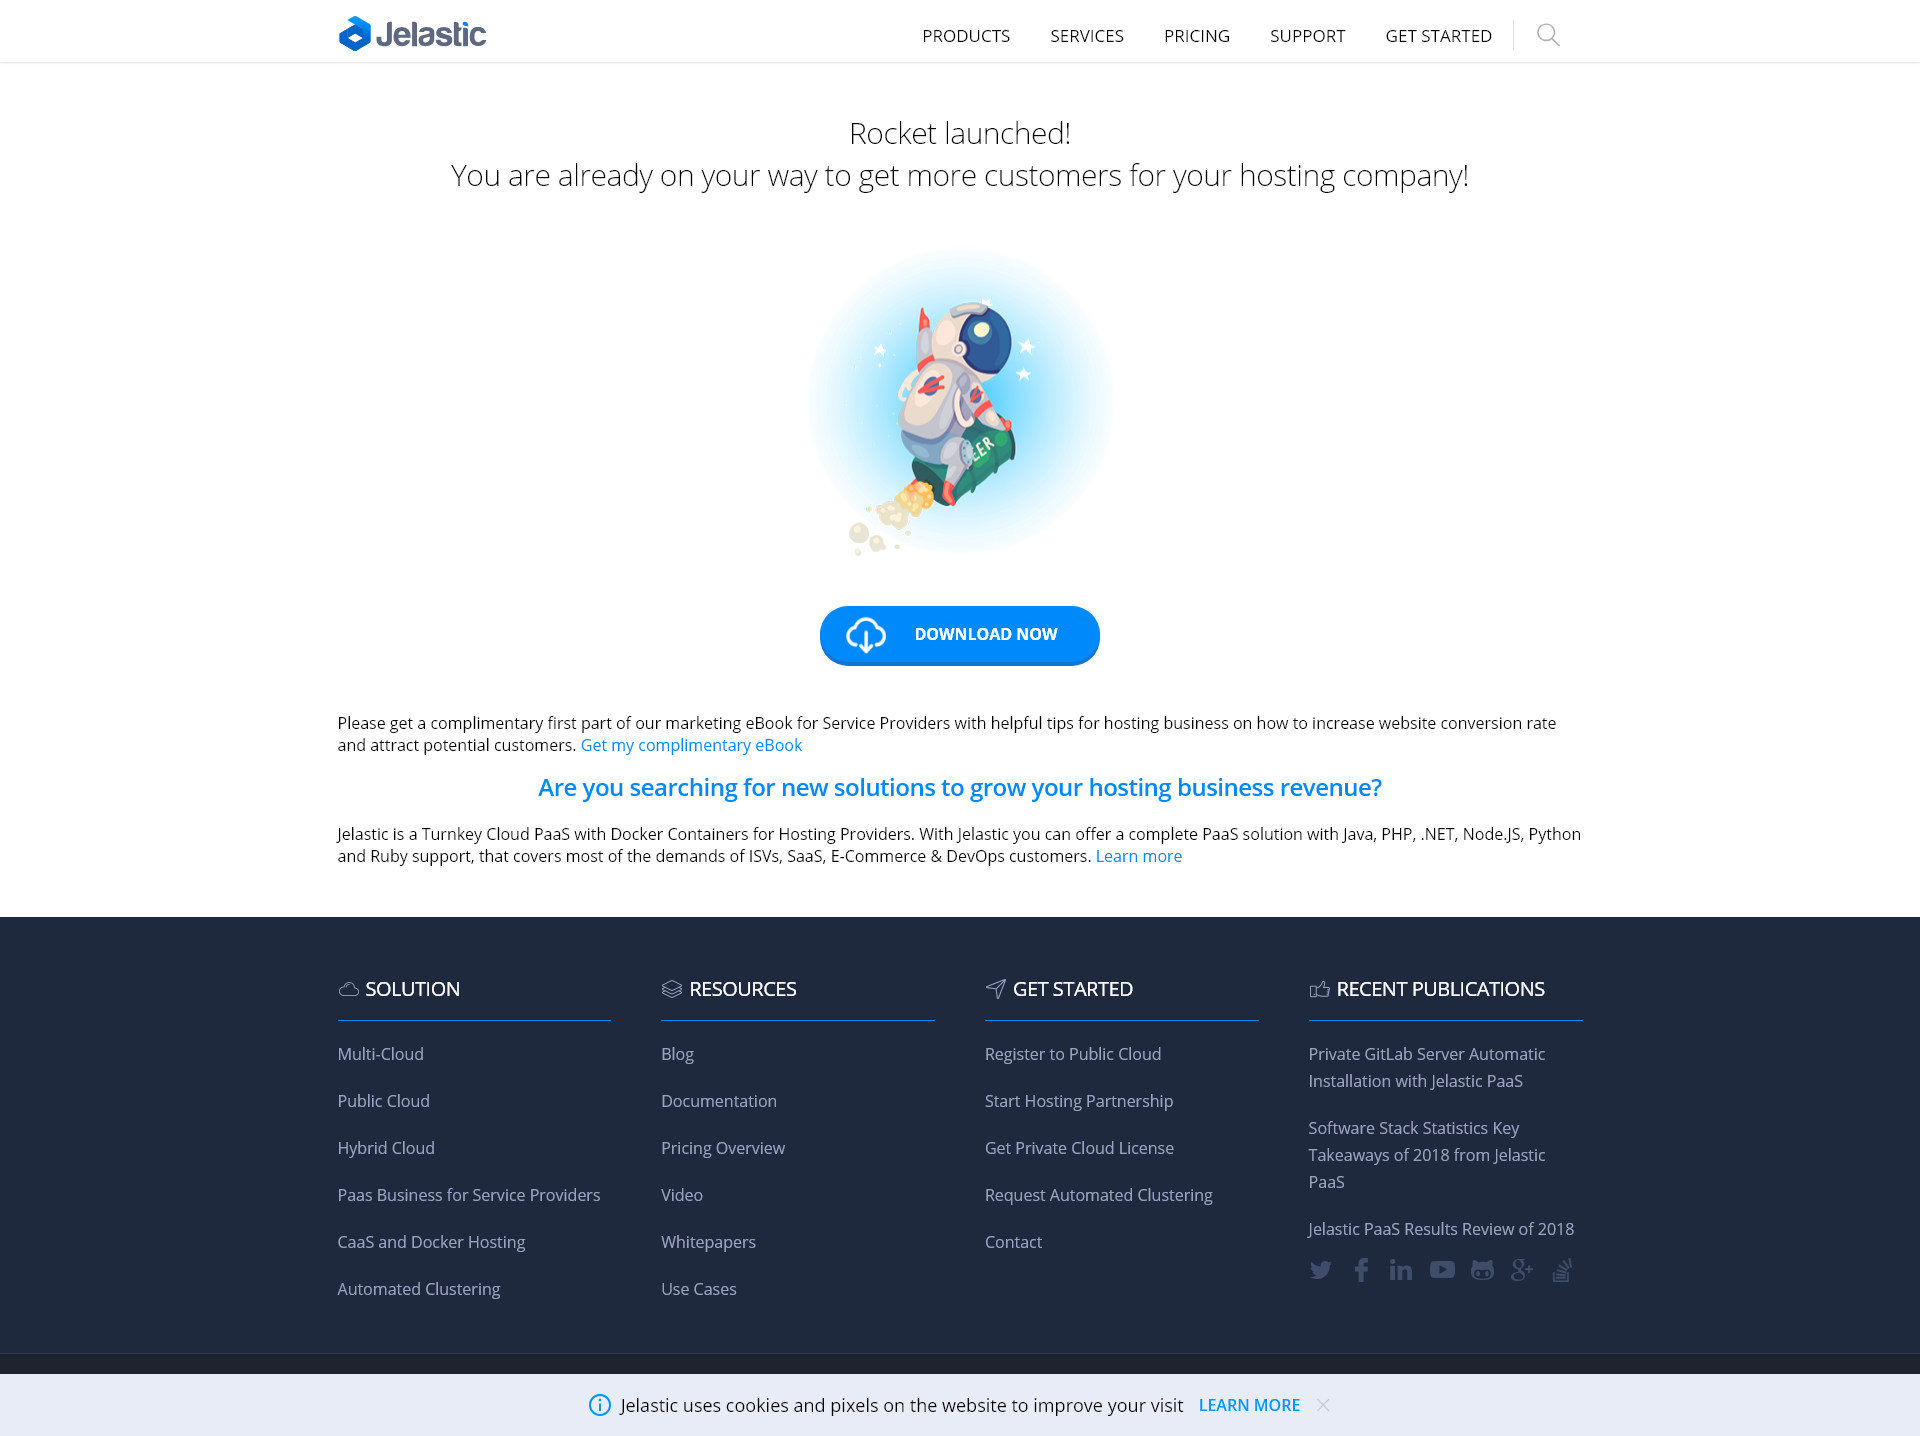 Jelastic
PRODUCTS
SERVICES
PRICING
SUPPORT
GET STARTED
Rocket launched!
You are already on your way to get more customers for your hosting company!
EER
DOWNLOAD NOW
Please get a complimentary first part of our marketing eBook for Service Providers with helpful tips for hosting business on how to increase website conversion rate
and attract potential customers. Get my complimentary eBook
Are you searching for new solutions to grow your hosting business revenue?
Jelastic is a Turnkey Cloud PaaS with Docker Containers for Hosting Providers. With Jelastic you can offer a complete PaaS solution with Java, PHP, .NET, Node.JS, Python
and Ruby support, that covers most of the demands of ISVs, SaaS, E-Commerce & DevOps customers. Learn more
SOLUTION
Multi-Cloud
Public Cloud
Hybrid Cloud
Paas Business for Service Providers
CaaS and Docker Hosting
Automated Clustering
RESOURCES
Blog
Documentation
Pricing Overview
Video
Whitepapers
Use Cases
GET STARTED
Register to Public Cloud
Start Hosting Partnership
Get Private Cloud License
Request Automated Clustering
Contact
RECENT PUBLICATIONS
Private GitLab Server Automatic
Installation with Jelastic PaaS
Software Stack Statistics Key
Takeaways of 2018 from Jelastic
PaaS
Jelastic PaaS Results Review of 2018
Jelastic uses cookies and pixels on the website to improve your visit LEARN MORE